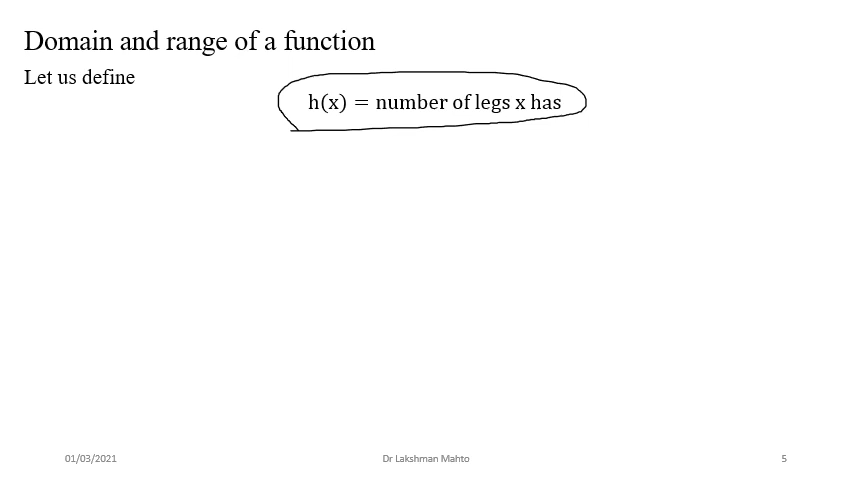 Domain and range of a function
Let us define
h(x) = number of legs x has
01/03/2021
Dr Lakshman Mahto
5